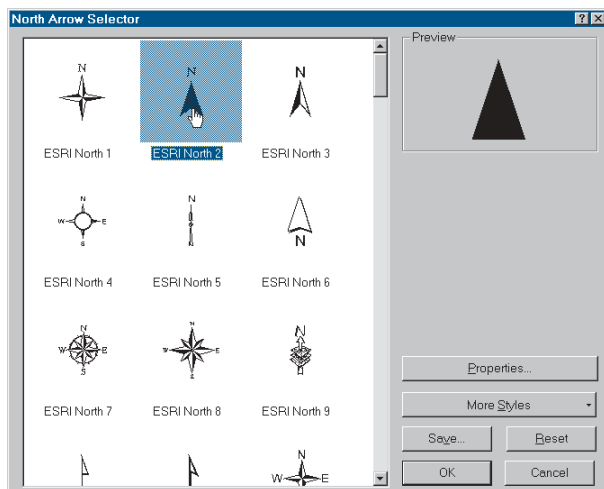 North Arrow Selector
Preview
N
N
N
ESRI North 1
ESRI North 2
ESRI North 3
N
W E
S
N
N
ESRI North 4
ESRI North 5
ESRI North 6
N
W E
S
N
W E
S
N
ESRI North 7
ESRI North 8
ESRI North 9
N
W E
Properties...
More Styles
Save...
Reset
OK
Cancel